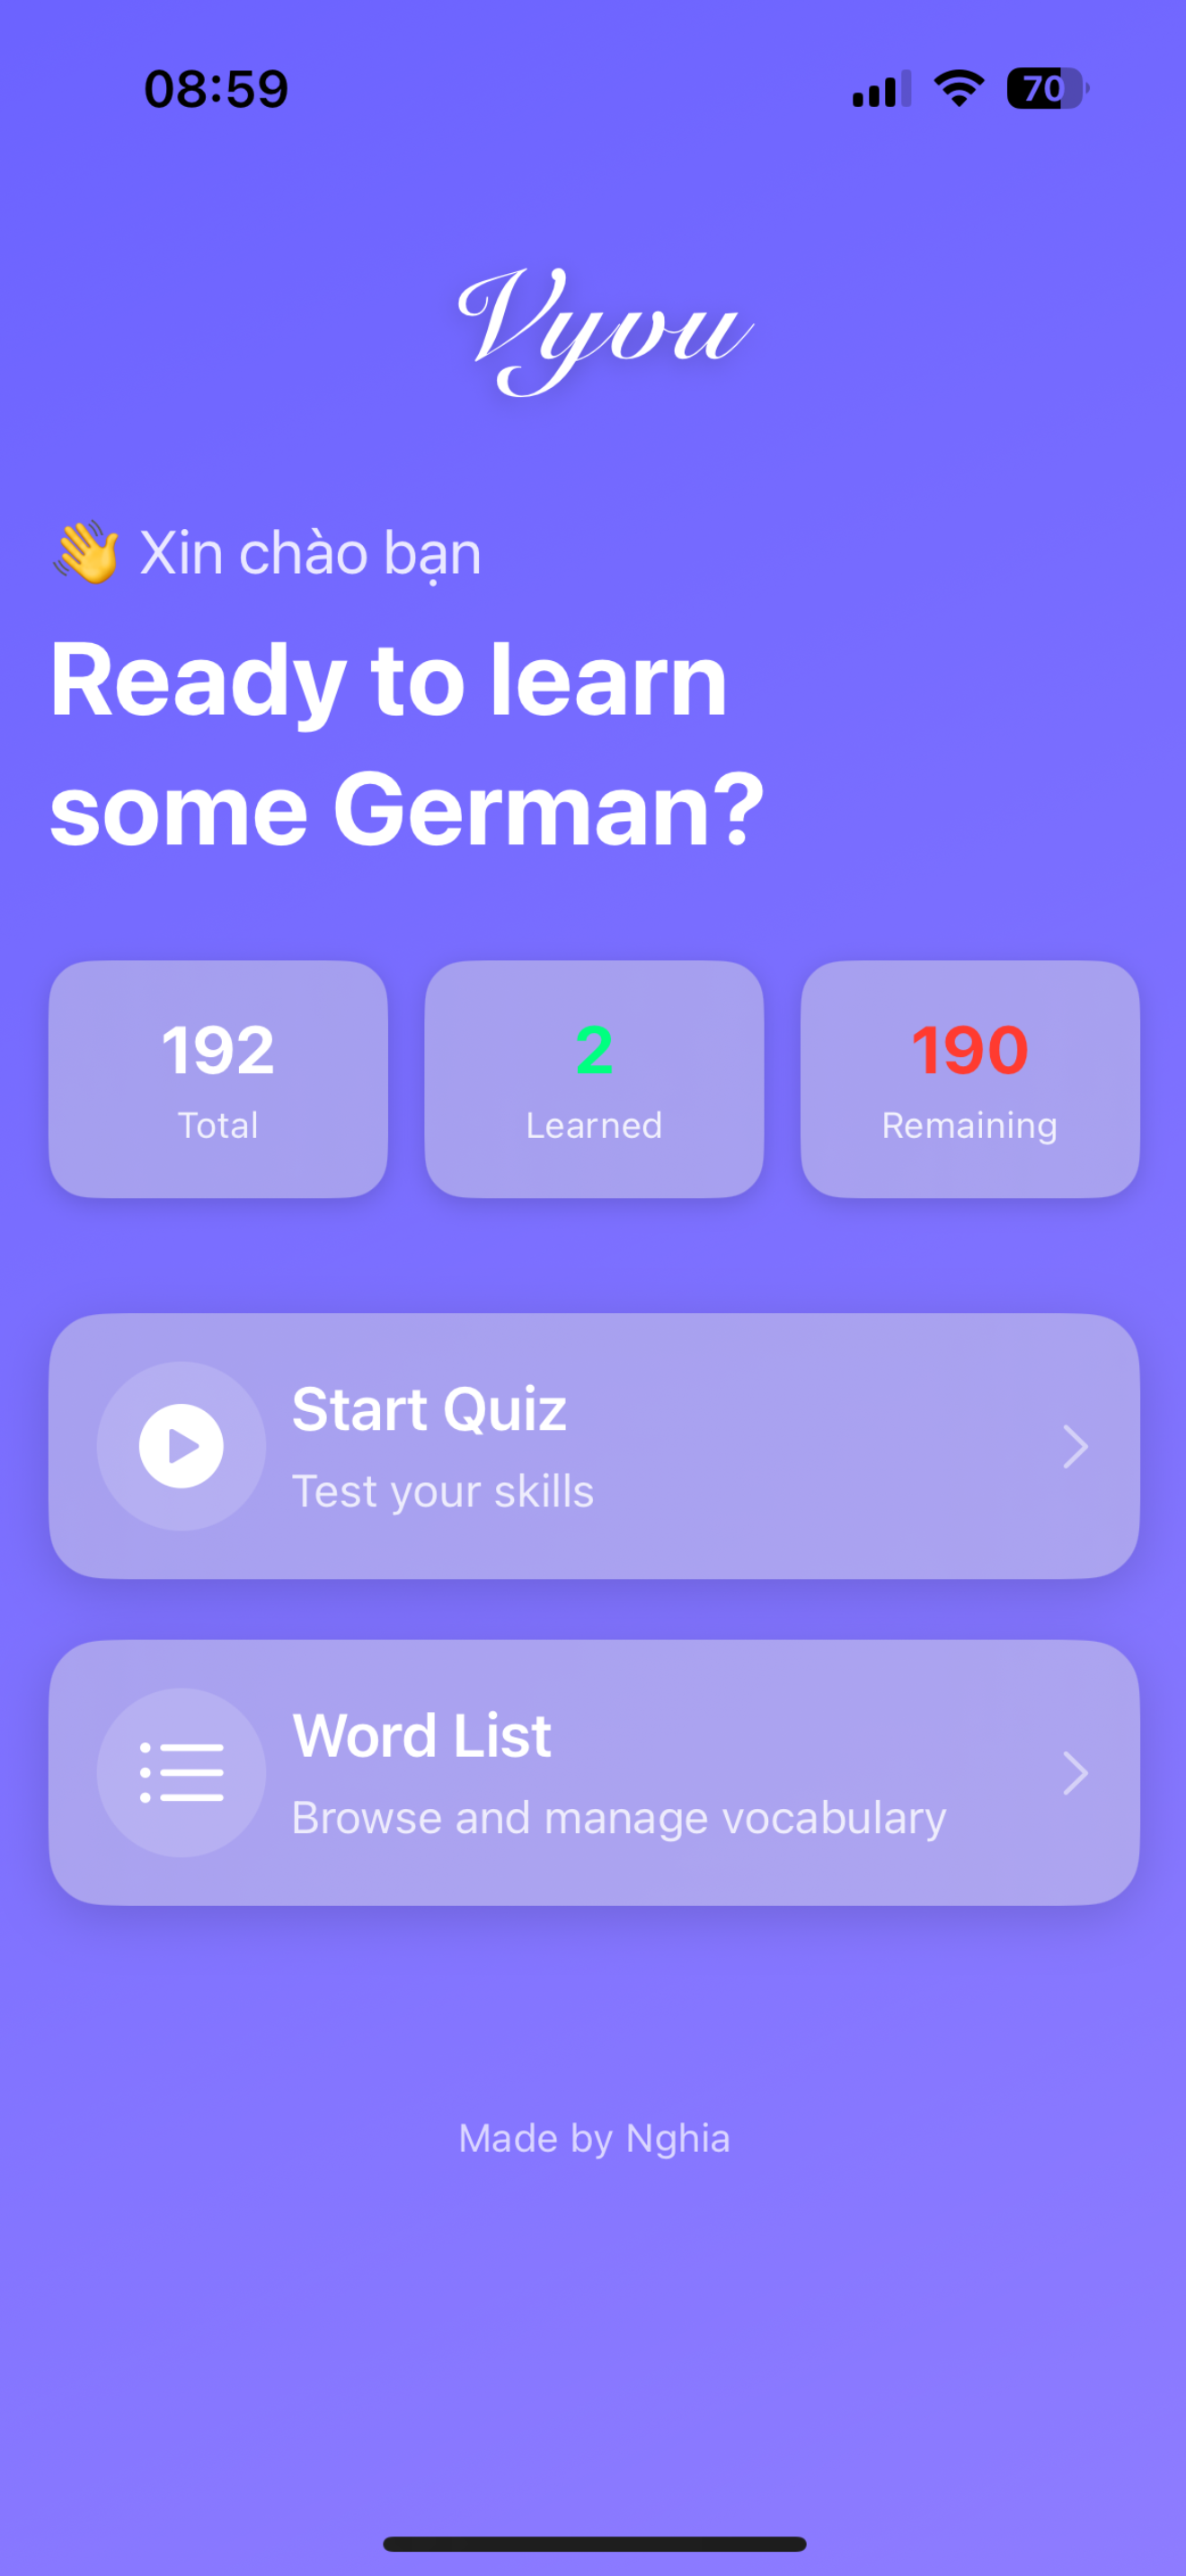 08:59
70
Vyvu
👋 Xin chào bạn
Ready to learn
some German?
192
Total
2
Learned
190
Remaining
Start Quiz
Test your skills
Word List
Browse and manage vocabulary
Made by Nghia